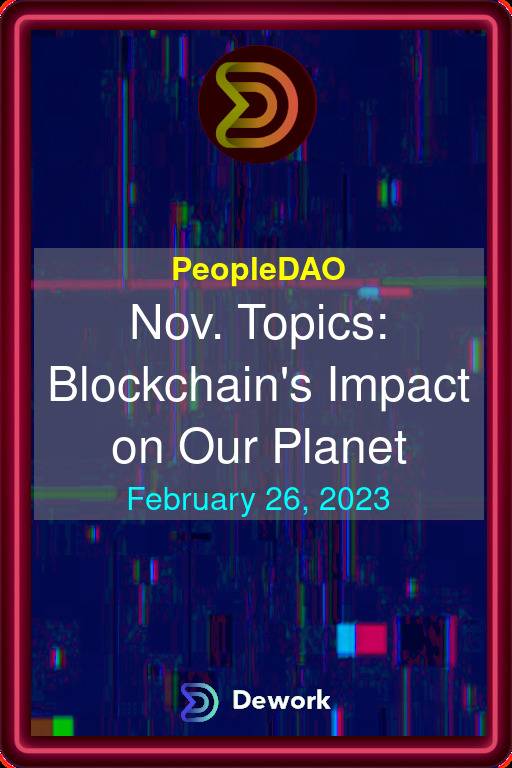 PeopleDAO
Nov. Topics:
Blockchain's Impact
on Our Planet
February 26, 2023
Dework